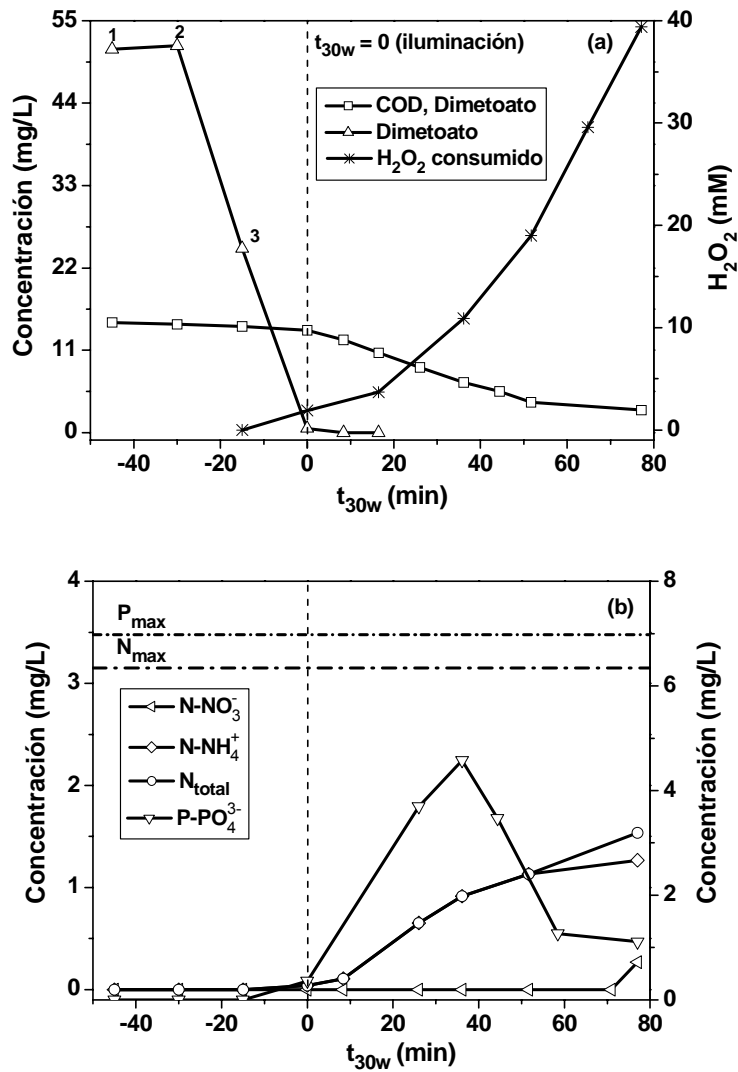 t30w = 0 (iluminación)
(a)
1
2
3
COD, Dimetoato
Dimetoato
H2O2 consumido
55
44
33
22
11
0
Concentración (mg/L)
40
30
20
10
0
H2O2 (mM)
-40 -20 0 20 40 60 80
t30w (min)
(b)
Pmax
Nmax
N-NO3-
N-NH4+
Ntotal
P-PO43-
4
3
2
1
0
Concentración (mg/L)
8
6
4
2
0
Concentración (mg/L)
-40 -20 0 20 40 60 80
t30w (min)